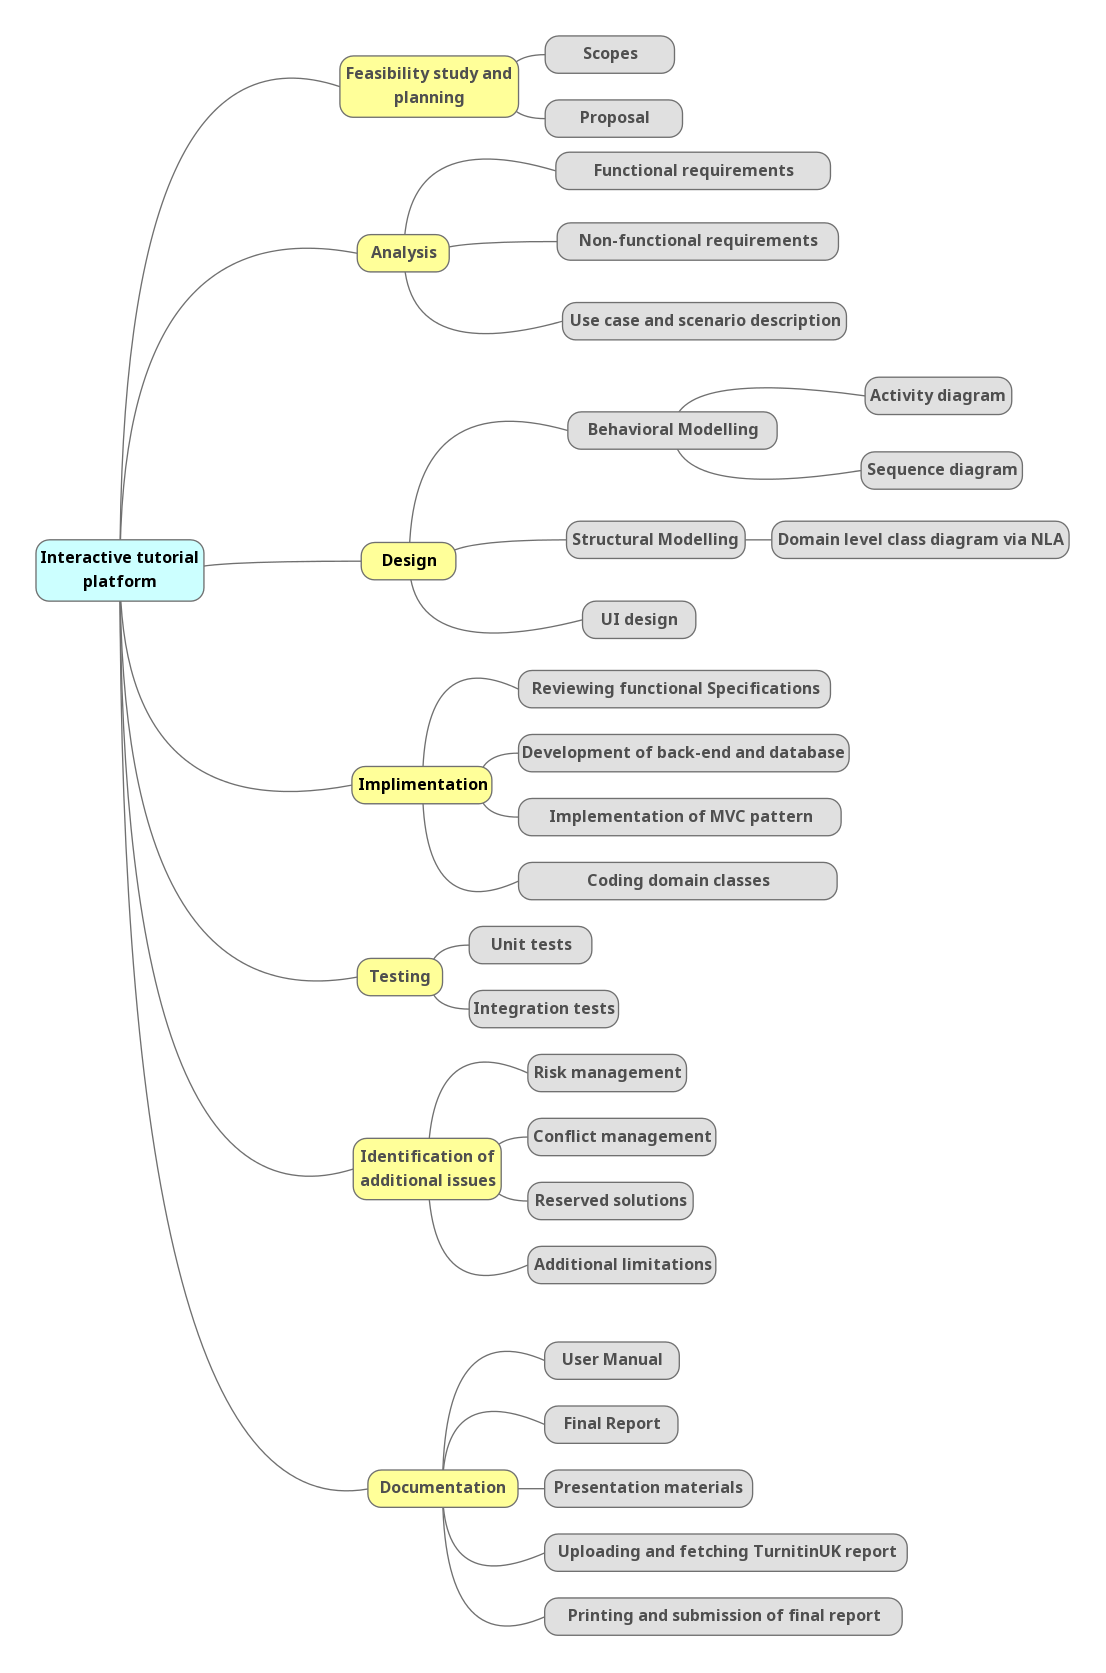 Scopes
Feasibility study and
planning
Proposal
Functional requirements
Analysis
Non-functional requirements
Use case and scenario description
Activity diagram
Behavioral Modelling
Sequence diagram
Interactive tutorial
platform
Design
Structural Modelling
Domain level class diagram via NLA
UI design
Reviewing functional Specifications
Development of back-end and database
Implimentation
Implementation of MVC pattern
Coding domain classes
Unit tests
Testing
Integration tests
Risk management
Conflict management
Identification of
additional issues
Reserved solutions
Additional limitations
User Manual
Final Report
Documentation
Presentation materials
Uploading and fetching TurnitinUK report
Printing and submission of final report